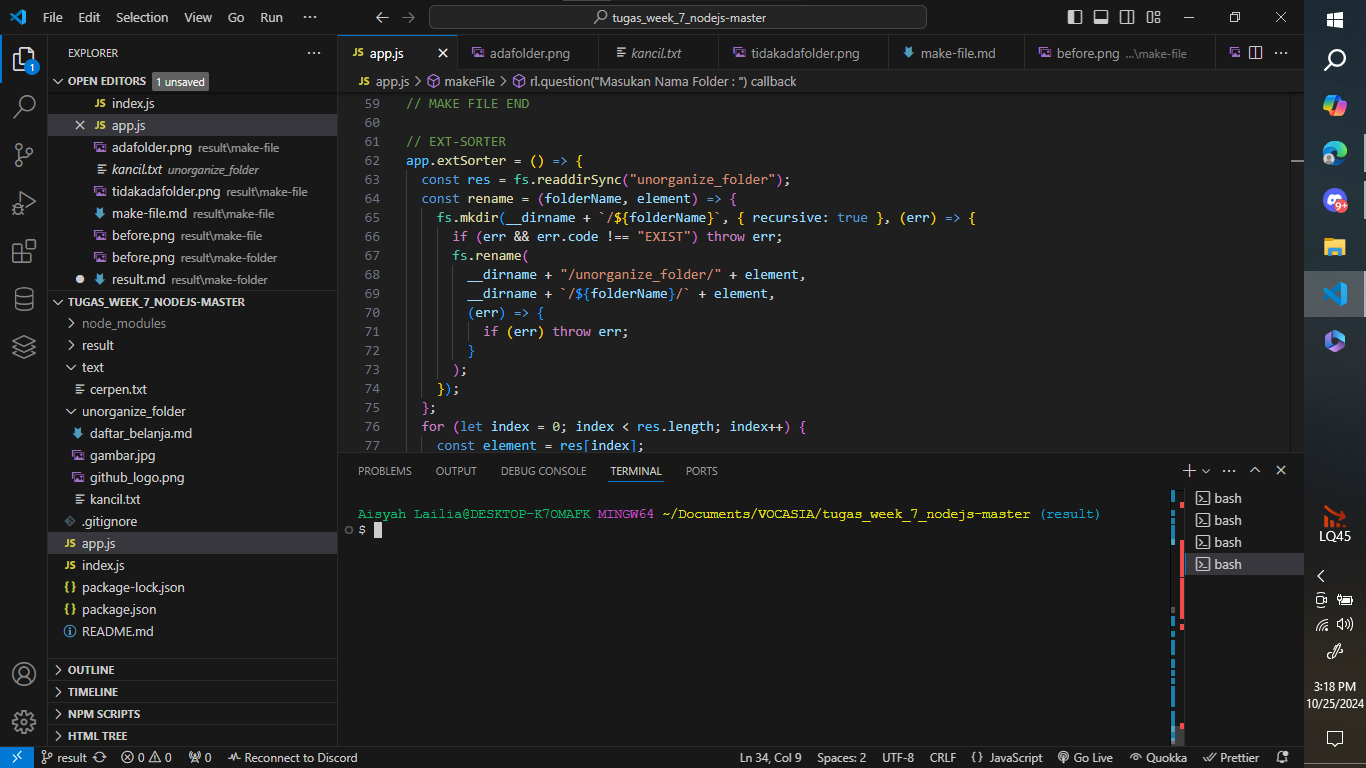 File Edit Selection View Go Run ···
tugas_week_7_nodejs-master
EXPLORER
OPEN EDITORS 1 unsaved
JS index.js
JS app.js
adafolder.png result\make-file
kancil.txt unorganize_folder
tidakadafolder.png result\make-file
make-file.md result\make-file
before.png result\make-file
before.png result\make-folder
result.md result\make-folder
TUGAS_WEEK_7_NODEJS-MASTER
node_modules
result
text
cerpen.txt
unorganize_folder
daftar_belanja.md
gambar.jpg
github_logo.png
kancil.txt
.gitignore
JS app.js
JS index.js
{} package-lock.json
{} package.json
README.md
OUTLINE
TIMELINE
NPM SCRIPTS
HTML TREE
JS app.js adafolder.png kancil.txt tidakadafolder.png make-file.md before.png ...\make-file
JS app.js > makeFile > rl.question("Masukan Nama Folder : ") callback
59 // MAKE FILE END
60
61 // EXT-SORTER
62 app.extSorter = () => {
63 const res = fs.readdirSync("unorganize_folder");
64 const rename = (folderName, element) => {
65 fs.mkdir(__dirname + `/${folderName}`, { recursive: true }, (err) => {
66 if (err && err.code !== "EXIST") throw err;
67 fs.rename(
68 __dirname + "/unorganize_folder/" + element,
69 __dirname + `/${folderName}/` + element,
70 (err) => {
71 if (err) throw err;
72 }
73 );
74 });
75 };
76 for (let index = 0; index < res.length; index++) {
77 const element = res[index];
PROBLEMS OUTPUT DEBUG CONSOLE TERMINAL PORTS
Aisyah Lailia@DESKTOP-K7OMAFK MINGW64 ~/Documents/VOCASIA/tugas_week_7_nodejs-master (result)
$
bash
bash
bash
bash
result 0 0 0 Reconnect to Discord Ln 34, Col 9 Spaces: 2 UTF-8 CRLF {} JavaScript Go Live Quokka Prettier
1
9+
LQ45
3:18 PM
10/25/2024